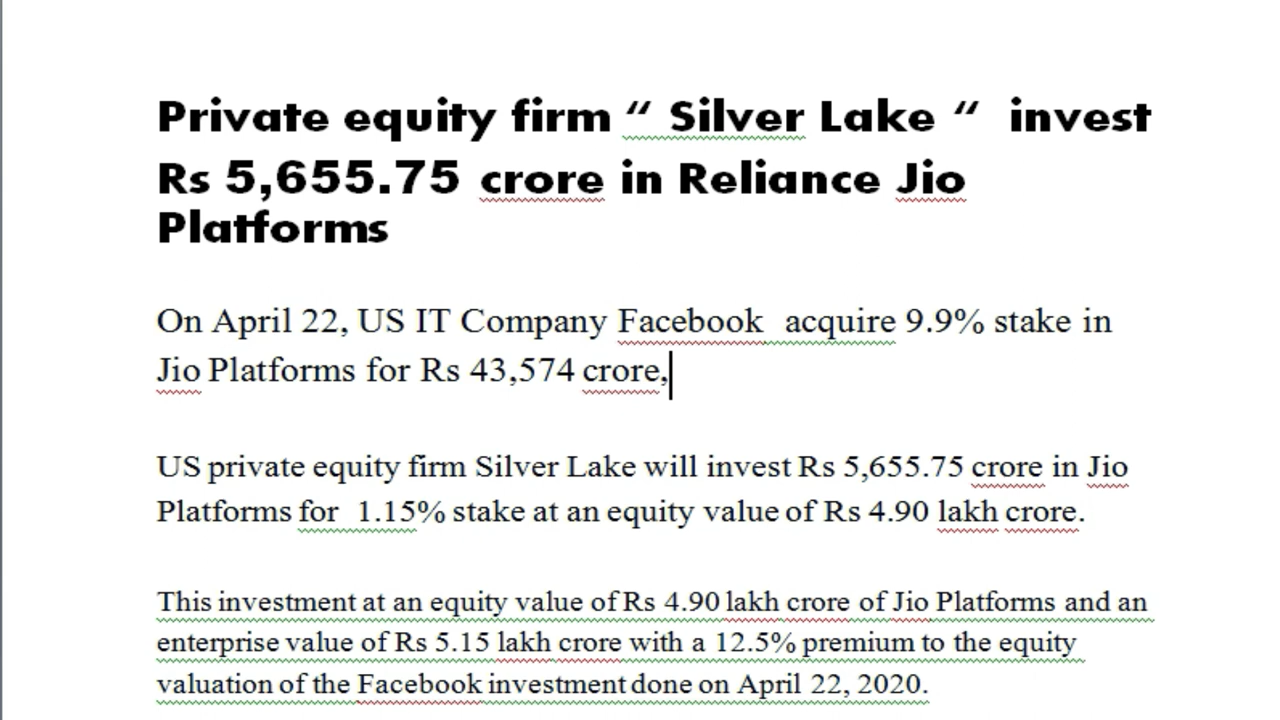 Private equity firm “ Silver Lake “ invest
Rs 5,655.75 crore in Reliance Jio
Platforms
On April 22, US IT Company Facebook acquire 9.9% stake in
Jio Platforms for Rs 43,574 crore,
US private equity firm Silver Lake will invest Rs 5,655.75 crore in Jio
Platforms for 1.15% stake at an equity value of Rs 4.90 lakh crore.
This investment at an equity value of Rs 4.90 lakh crore of Jio Platforms and an
enterprise value of Rs 5.15 lakh crore with a 12.5% premium to the equity
valuation of the Facebook investment done on April 22, 2020.